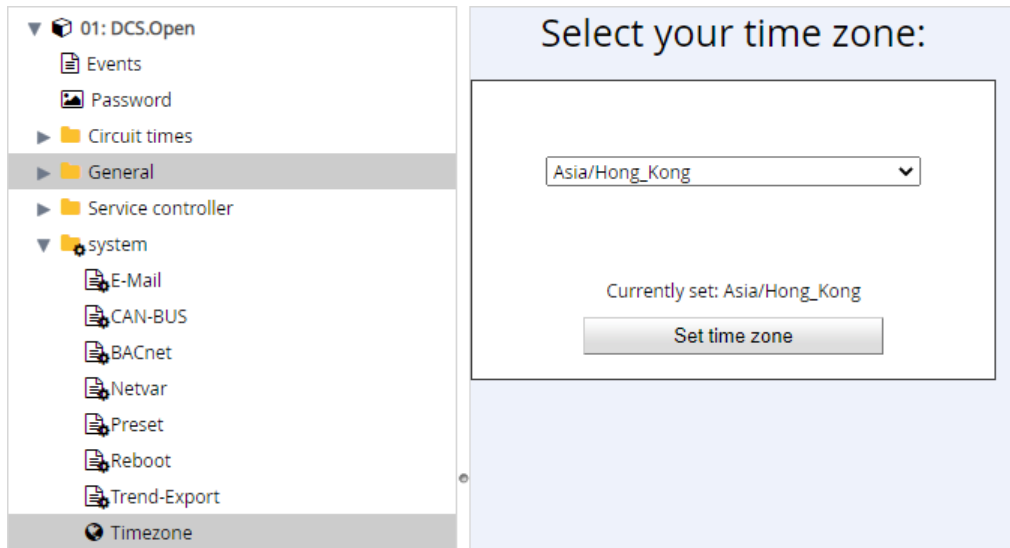 01: DCS.Open
Events
Password
Circuit times
General
Service controller
system
E-Mail
CAN-BUS
BACnet
Netvar
Preset
Reboot
Trend-Export
Timezone
Select your time zone:
Asia/Hong_Kong
Currently set: Asia/Hong_Kong
Set time zone